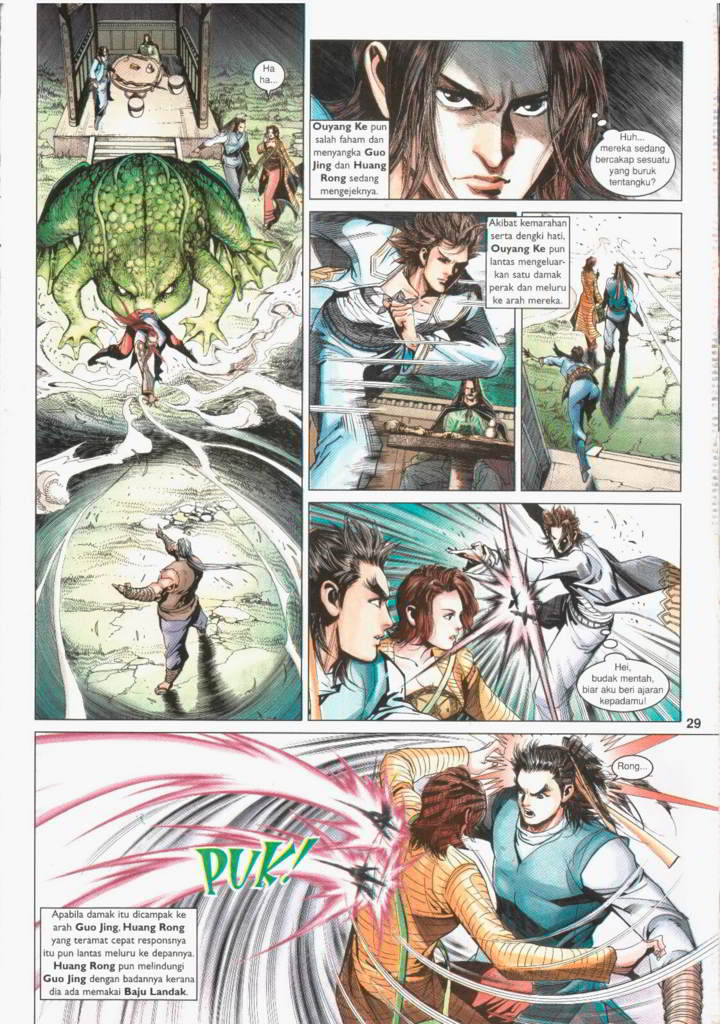 Ha
ha...
Ouyang Ke pun
salah faham dan
menyangka Guo
Jing dan Huang
Rong sedang
mengejeknya.
Huh...
mereka sedang
bercakap sesuatu
yang buruk
tentangku?
Akibat kemarahan
serta dengki hati,
Ouyang Ke pun
lantas mengeluar-
kan satu damak
perak dan meluru
ke arah mereka.
Hei,
budak mentah,
biar aku beri ajaran
kepadamu!
29
Rong...
PUK!
Apabila damak itu dicampak ke
arah Guo Jing, Huang Rong
yang teramat cepat responsnya
itu pun lantas meluru ke depannya.
Huang Rong pun melindungi
Guo Jing dengan badannya kerana
dia ada memakai Baju Landak.